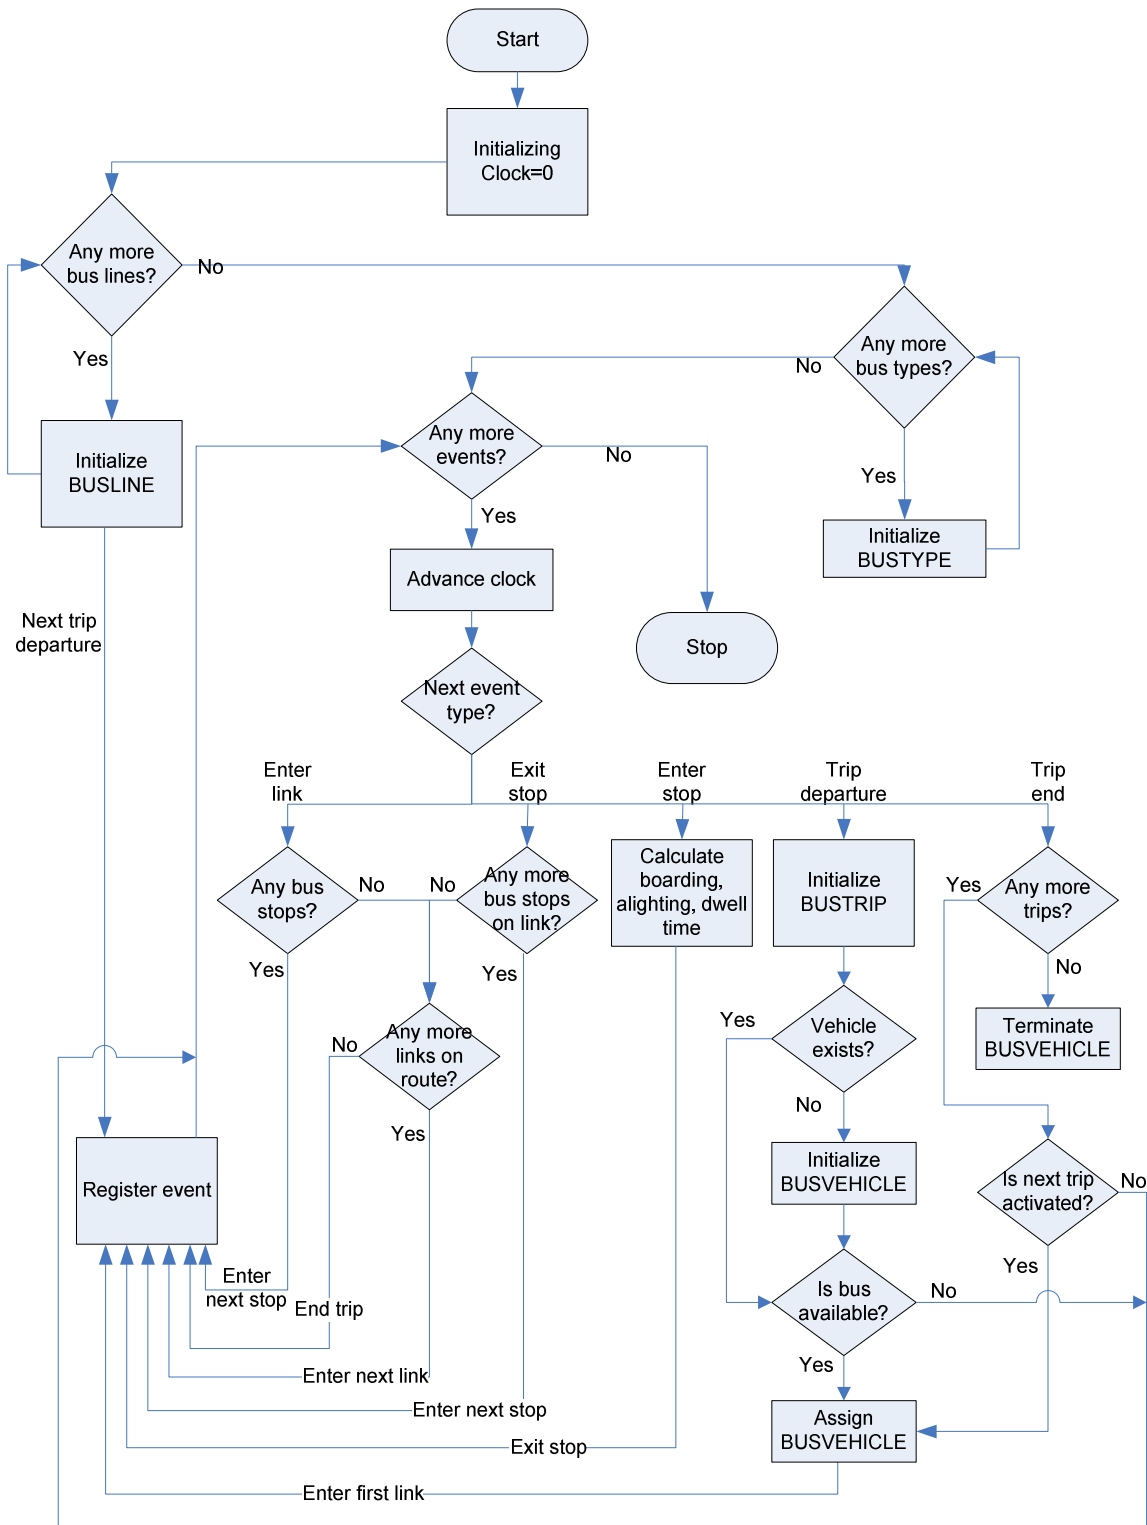 Start
Initializing
Clock=0
Any more
bus lines?
No
Yes
Any more
bus types?
No
Any more
events?
No
Yes
Initialize
BUSLINE
Yes
Initialize
BUSTYPE
Advance clock
Next trip
departure
Stop
Next event
type?
Enter
link
Exit
stop
Enter
stop
Trip
departure
Trip
end
Any bus
stops?
No
No
Any more
bus stops
on link?
Calculate
boarding,
alighting, dwell
time
Initialize
BUSTRIP
Yes
Any more
trips?
Yes
Yes
No
Terminate
BUSVEHICLE
Any more
links on
route?
No
Yes
Yes
Vehicle
exists?
No
Initialize
BUSVEHICLE
Is next trip
activated?
No
Yes
Register event
Enter
next stop
End trip
Is bus
available?
No
Yes
Enter next link
Enter next stop
Assign
BUSVEHICLE
Exit stop
Enter first link